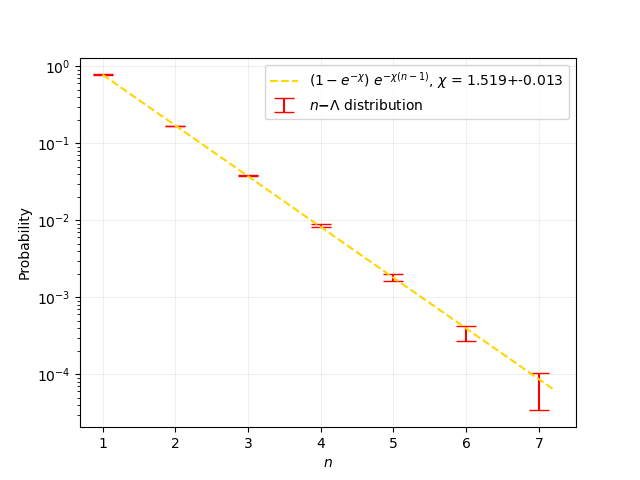 (1 − e^{−χ}) e^{−χ(n−1)}, χ = 1.519+-0.013
n−Λ distribution
Probability
10^0
10^{−1}
10^{−2}
10^{−3}
10^{−4}
1 2 3 4 5 6 7
n